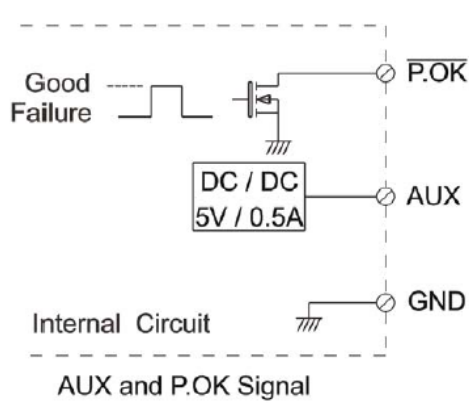 P.OK
Good
Failure
DC / DC
5V / 0.5A
AUX
GND
Internal Circuit
AUX and P.OK Signal